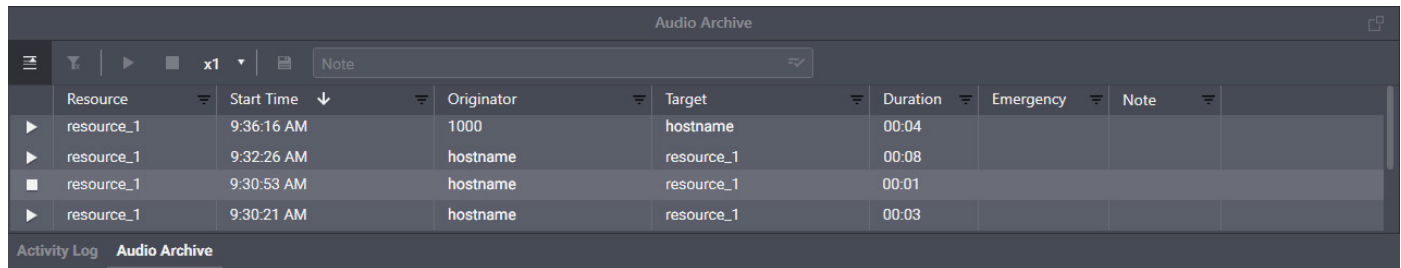 Audio Archive
x1 Note
Resource Start Time Originator Target Duration Emergency Note
resource_1 9:36:16 AM 1000 hostname 00:04
resource_1 9:32:26 AM hostname resource_1 00:08
resource_1 9:30:53 AM hostname resource_1 00:01
resource_1 9:30:21 AM hostname resource_1 00:03
Activity Log Audio Archive